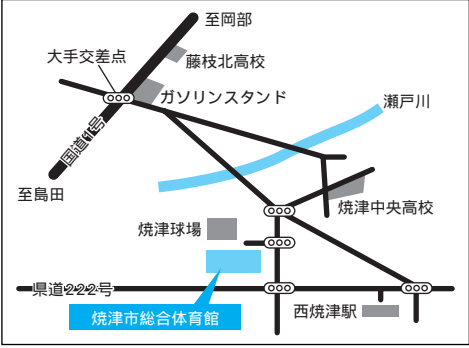 至岡部
大手交差点
藤枝北高校
ガソリンスタンド
瀬戸川
国道1号
至島田
焼津中央高校
焼津球場
県道222号
焼津市総合体育館
西焼津駅